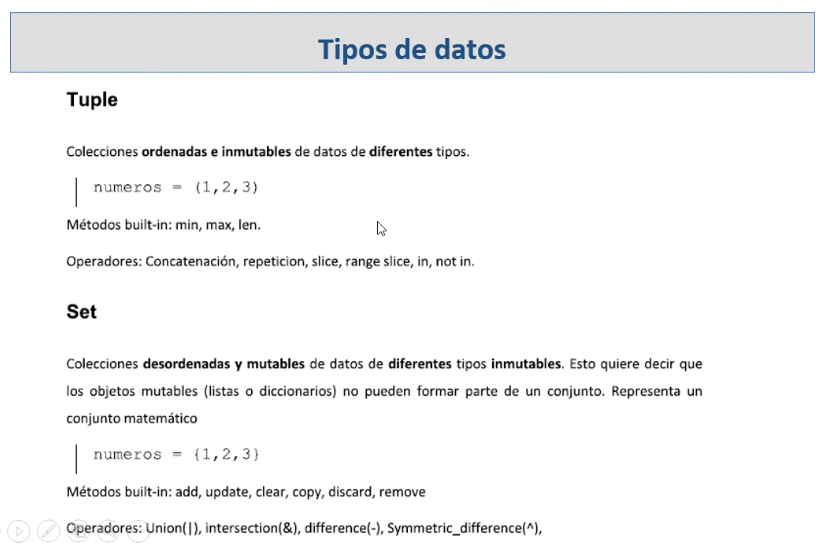 Tipos de datos
Tuple
Colecciones ordenadas e inmutables de datos de diferentes tipos.
numeros = (1,2,3)
Métodos built-in: min, max, len.
Operadores: Concatenación, repeticion, slice, range slice, in, not in.
Set
Colecciones desordenadas y mutables de datos de diferentes tipos inmutables. Esto quiere decir que
los objetos mutables (listas o diccionarios) no pueden formar parte de un conjunto. Representa un
conjunto matemático
numeros = {1,2,3}
Métodos built-in: add, update, clear, copy, discard, remove
Operadores: Union(|), intersection(&), difference(-), Symmetric_difference(^),